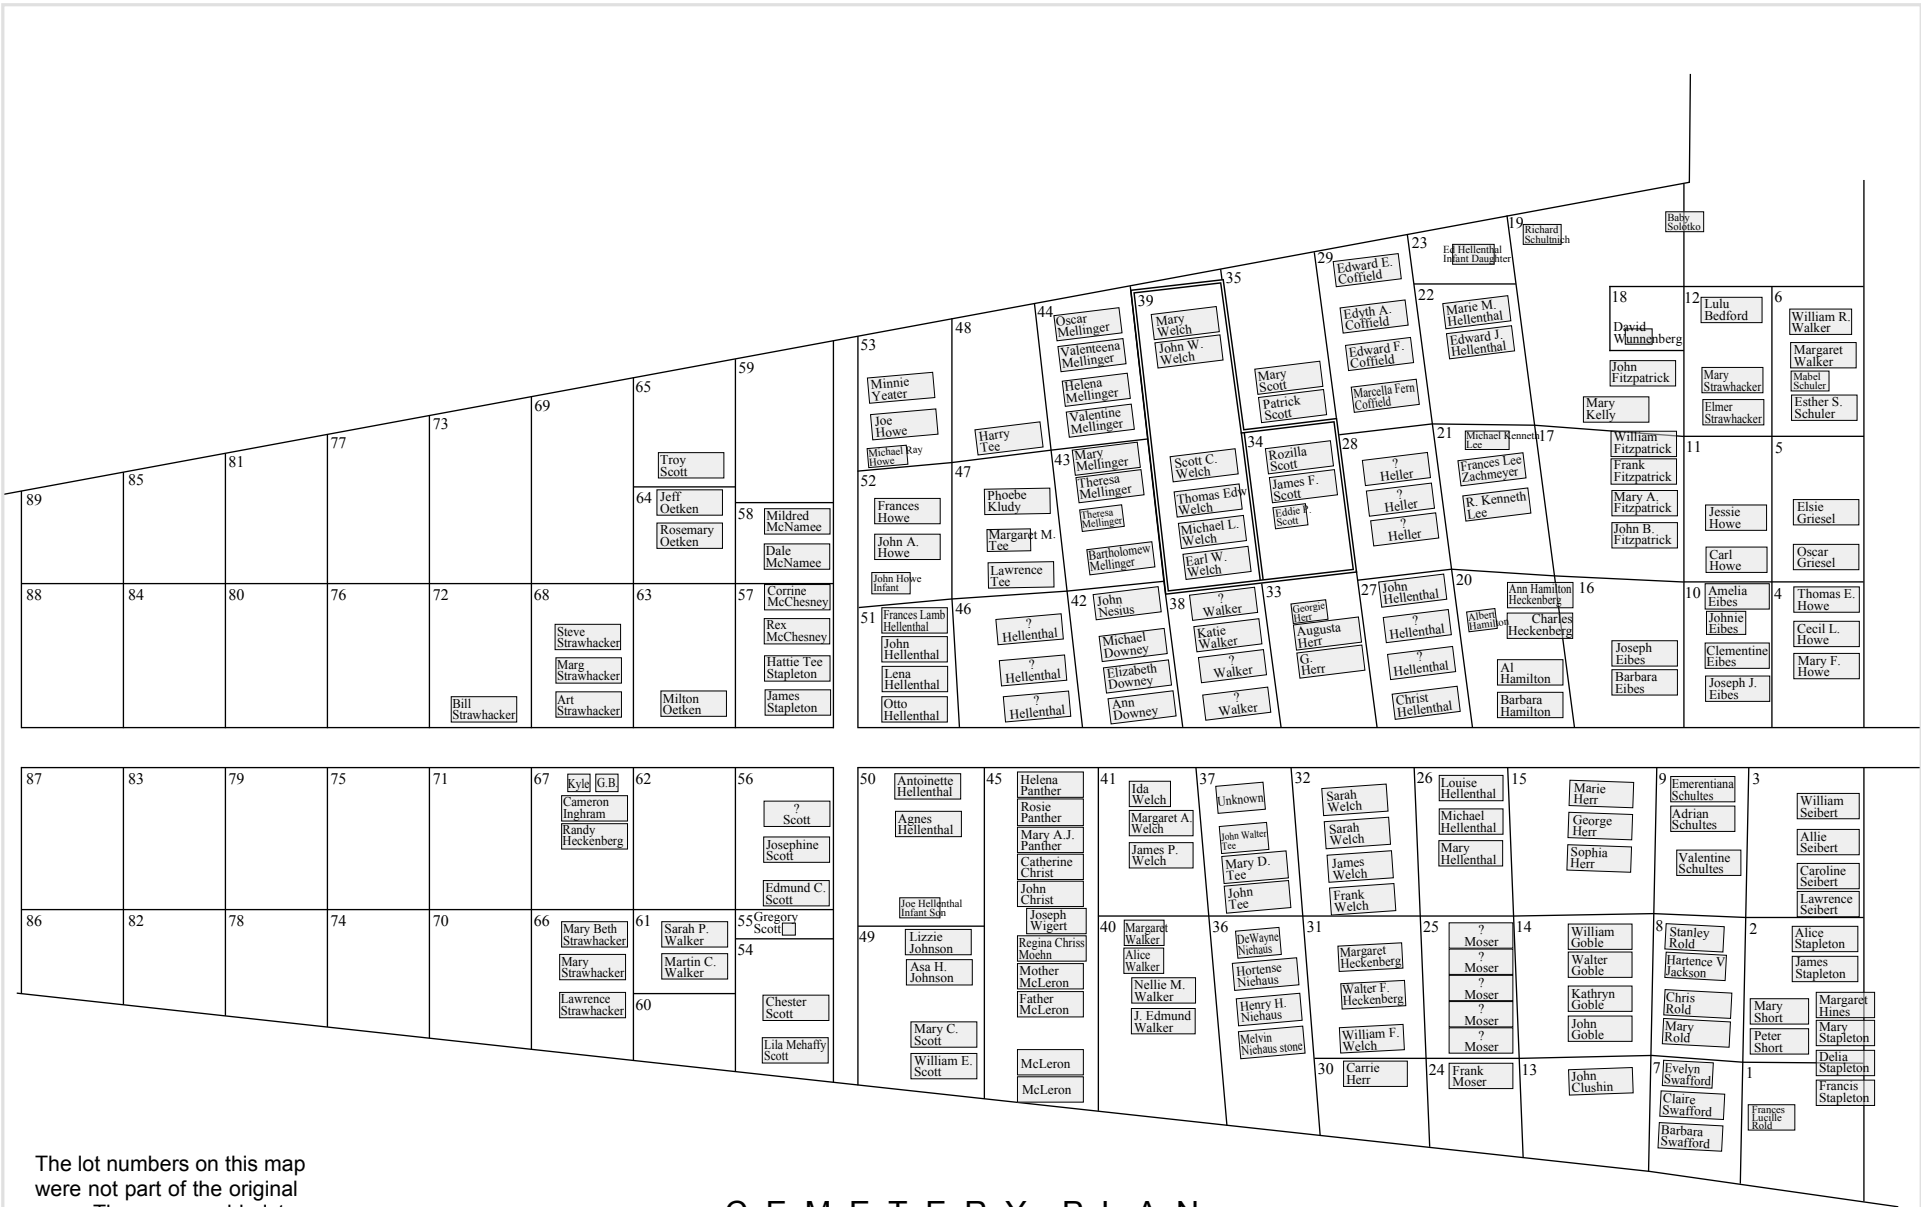 89
85
81
77
73
69
65
Troy
Scott
64
Jeff
Oetken
Rosemary
Oetken
59
58
Mildred
McNamee
Dale
McNamee
88
84
80
76
72
Bill
Strawhacker
68
Steve
Strawhacker
Marg
Strawhacker
Art
Strawhacker
63
Milton
Oetken
57
Corrine
McChesney
Rex
McChesney
Hattie Tee
Stapleton
James
Stapleton
53
Minnie
Yeater
Joe
Howe
Michael Ray
Howe
52
Frances
Howe
John A.
Howe
John Howe
Infant
51
Frances Lamb
Hellenthal
John
Hellenthal
Lena
Hellenthal
Otto
Hellenthal
48
Harry
Tee
47
Phoebe
Kludy
Margaret M.
Tee
Lawrence
Tee
46
?
Hellenthal
?
Hellenthal
?
Hellenthal
44
Oscar
Mellinger
Valenteena
Mellinger
Helena
Mellinger
Valentine
Mellinger
43
Mary
Mellinger
Theresa
Mellinger
Theresa
Mellinger
Bartholomew
Mellinger
42
John
Nesius
Michael
Downey
Elizabeth
Downey
Ann
Downey
39
Mary
Welch
John W.
Welch
Scott C.
Welch
Thomas Edw
Welch
Michael L.
Welch
Earl W.
Welch
38
?
Walker
Katie
Walker
?
Walker
?
Walker
35
Mary
Scott
Patrick
Scott
34
Rozilla
Scott
James F.
Scott
Eddie P.
Scott
33
Georgie
Herr
Augusta
Herr
G.
Herr
29
Edward E.
Coffield
Edyth A.
Coffield
Edward F.
Coffield
Marcella Fern
Coffield
28
?
Heller
?
Heller
?
Heller
27
John
Hellenthal
?
Hellenthal
?
Hellenthal
Christ
Hellenthal
23
Ed Hellenthal
Infant Daughter
22
Marie M.
Hellenthal
Edward J.
Hellenthal
21
Michael Kenneth
Lee
Frances Lee
Zachmeyer
R. Kenneth
Lee
20
Ann Hamilton
Heckenberg
Albert
Hamilton
Charles
Heckenberg
Al
Hamilton
Barbara
Hamilton
19
Richard
Schultnich
Baby
Solotko
18
David
Wunnenberg
John
Fitzpatrick
Mary
Kelly
17
William
Fitzpatrick
Frank
Fitzpatrick
Mary A.
Fitzpatrick
John B.
Fitzpatrick
16
Joseph
Eibes
Barbara
Eibes
12
Lulu
Bedford
Mary
Strawhacker
Elmer
Strawhacker
11
Jessie
Howe
Carl
Howe
10
Amelia
Eibes
Johnie
Eibes
Clementine
Eibes
Joseph J.
Eibes
6
William R.
Walker
Margaret
Walker
Mabel
Schuler
Esther S.
Schuler
5
Elsie
Griesel
Oscar
Griesel
4
Thomas E.
Howe
Cecil L.
Howe
Mary F.
Howe
87
83
79
75
71
67
Kyle
G.B.
Cameron
Inghram
Randy
Heckenberg
62
56
?
Scott
Josephine
Scott
Edmund C.
Scott
86
82
78
74
70
66
Mary Beth
Strawhacker
Mary
Strawhacker
Lawrence
Strawhacker
61
Sarah P.
Walker
Martin C.
Walker
60
55
Gregory
Scott
54
Chester
Scott
Lila Mehaffy
Scott
50
Antoinette
Hellenthal
Agnes
Hellenthal
Joe Hellenthal
Infant Son
49
Lizzie
Johnson
Asa H.
Johnson
Mary C.
Scott
William E.
Scott
45
Helena
Panther
Rosie
Panther
Mary A.J.
Panther
Catherine
Christ
John
Christ
Joseph
Wigert
Regina Chriss
Moehn
Mother
McLeron
Father
McLeron
McLeron
McLeron
41
Ida
Welch
Margaret A.
Welch
James P.
Welch
40
Margaret
Walker
Alice
Walker
Nellie M.
Walker
J. Edmund
Walker
37
Unknown
John Walter
Tee
Mary D.
Tee
John
Tee
36
DeWayne
Niehaus
Hortense
Niehaus
Henry H.
Niehaus
Melvin
Niehaus stone
32
Sarah
Welch
Sarah
Welch
James
Welch
Frank
Welch
31
Margaret
Heckenberg
Walter F.
Heckenberg
William F.
Welch
30
Carrie
Herr
26
Louise
Hellenthal
Michael
Hellenthal
Mary
Hellenthal
25
?
Moser
?
Moser
?
Moser
?
Moser
?
Moser
24
Frank
Moser
15
Marie
Herr
George
Herr
Sophia
Herr
14
William
Goble
Walter
Goble
Kathryn
Goble
John
Goble
13
John
Clushin
9
Emerentiana
Schultes
Adrian
Schultes
Valentine
Schultes
8
Stanley
Rold
Hartence V
Jackson
Chris
Rold
Mary
Rold
7
Evelyn
Swafford
Claire
Swafford
Barbara
Swafford
3
William
Seibert
Allie
Seibert
Caroline
Seibert
Lawrence
Seibert
2
Alice
Stapleton
James
Stapleton
Mary
Short
Peter
Short
Margaret
Hines
Mary
Stapleton
Delia
Stapleton
Francis
Stapleton
1
Frances
Lucille
Rold
The lot numbers on this map
were not part of the original
CEMETERY PLAN